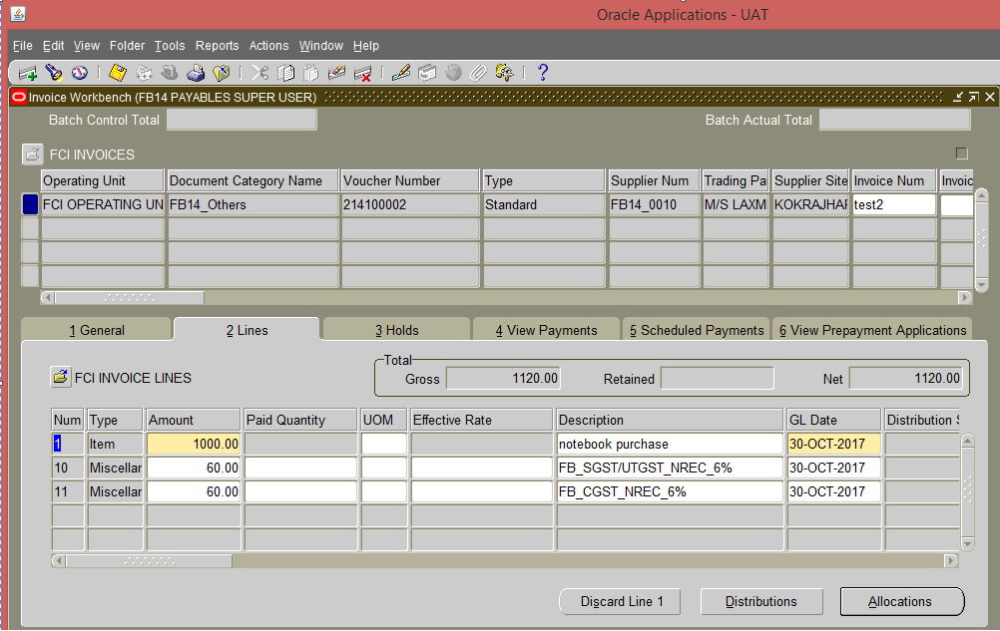 Oracle Applications - UAT
File Edit View Folder Tools Reports Actions Window Help
Invoice Workbench (FB14 PAYABLES SUPER USER)
Batch Control Total Batch Actual Total
FCI INVOICES
Operating Unit Document Category Name Voucher Number Type Supplier Num Trading Pa Supplier Site Invoice Num Invoic
FCI OPERATING UN FB14_Others 214100002 Standard FB14_0010 M/S LAXM KOKRAJHAR test2
1 General 2 Lines 3 Holds 4 View Payments 5 Scheduled Payments 6 View Prepayment Applications
Total
FCI INVOICE LINES Gross 1120.00 Retained Net 1120.00
Num Type Amount Paid Quantity UOM Effective Rate Description GL Date Distribution S
1 Item 1000.00 notebook purchase 30-OCT-2017
10 Miscellar 60.00 FB_SGST/UTGST_NREC_6% 30-OCT-2017
11 Miscellar 60.00 FB_CGST_NREC_6% 30-OCT-2017
Discard Line 1 Distributions Allocations